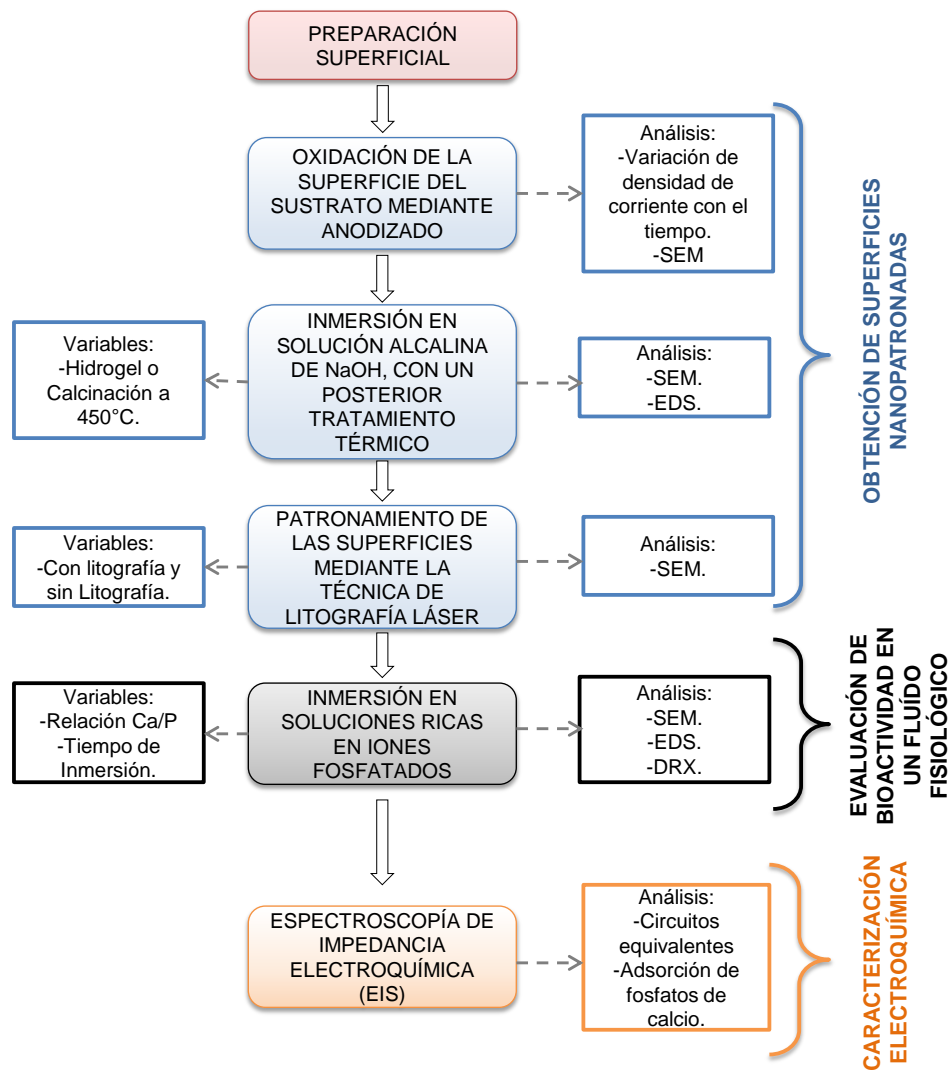 PREPARACIÓN
SUPERFICIAL
OXIDACIÓN DE LA
SUPERFICIE DEL
SUSTRATO MEDIANTE
ANODIZADO
Análisis:
-Variación de
densidad de
corriente con el
tiempo.
-SEM
Variables:
-Hidrogel o
Calcinación a
450°C.
INMERSIÓN EN
SOLUCIÓN ALCALINA
DE NaOH, CON UN
POSTERIOR
TRATAMIENTO
TÉRMICO
Análisis:
-SEM.
-EDS.
Variables:
-Con litografía y
sin Litografía.
PATRONAMIENTO DE
LAS SUPERFICIES
MEDIANTE LA
TÉCNICA DE
LITOGRAFÍA LÁSER
Análisis:
-SEM.
OBTENCIÓN DE SUPERFICIES
NANOPATRONADAS
Variables:
-Relación Ca/P
-Tiempo de
Inmersión.
INMERSIÓN EN
SOLUCIONES RICAS
EN IONES
FOSFATADOS
Análisis:
-SEM.
-EDS.
-DRX.
EVALUACIÓN DE
BIOACTIVIDAD EN
UN FLUÍDO
FISIOLÓGICO
ESPECTROSCOPÍA DE
IMPEDANCIA
ELECTROQUÍMICA
(EIS)
Análisis:
-Circuitos
equivalentes
-Adsorción de
fosfatos de
calcio.
CARACTERIZACIÓN
ELECTROQUÍMICA